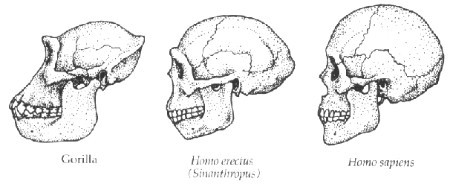 Gorilla
Homo erectus
(Sinanthropus)
Homo sapiens